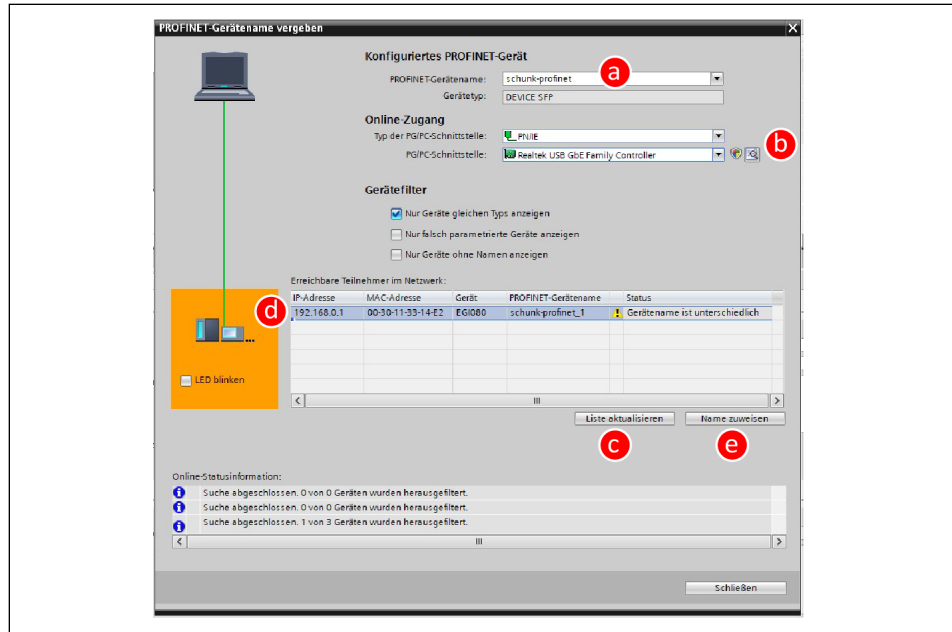 PROFINET-Gerätename vergeben
Konfiguriertes PROFINET-Gerät
a
PROFINET-Gerätename: schunk-profinet
Gerätetyp: DEVICE SFP
Online-Zugang
Typ der PG/PC-Schnittstelle: PN/IE
b
PG/PC-Schnittstelle: Realtek USB GbE Family Controller
Gerätefilter
Nur Geräte gleichen Typs anzeigen
Nur falsch parametrierte Geräte anzeigen
Nur Geräte ohne Namen anzeigen
Erreichbare Teilnehmer im Netzwerk:
IP-Adresse MAC-Adresse Gerät PROFINET-Gerätename Status
d
192.168.0.1 00-30-11-33-14-E2 EGI080 schunk-profinet_1 Gerätename ist unterschiedlich
LED blinken
Liste aktualisieren Name zuweisen
c e
Online-Statusinformation:
Suche abgeschlossen. 0 von 0 Geräten wurden herausgefiltert.
Suche abgeschlossen. 0 von 0 Geräten wurden herausgefiltert.
Suche abgeschlossen. 1 von 3 Geräten wurden herausgefiltert.
Schließen